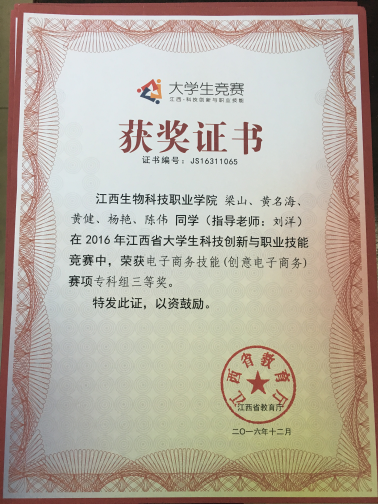 大学生竞赛
江西·科技创新与职业技能
获奖证书
证书编号：JS16311065
江西生物科技职业学院 梁山、黄名海、
黄健、杨艳、陈伟 同学（指导老师：刘洋）
在 2016 年江西省大学生科技创新与职业技能
竞赛中，荣获电子商务技能(创意电子商务)
赛项专科组三等奖。
特发此证，以资鼓励。
江西省教育厅
江西省教育厅
二〇一六年十二月